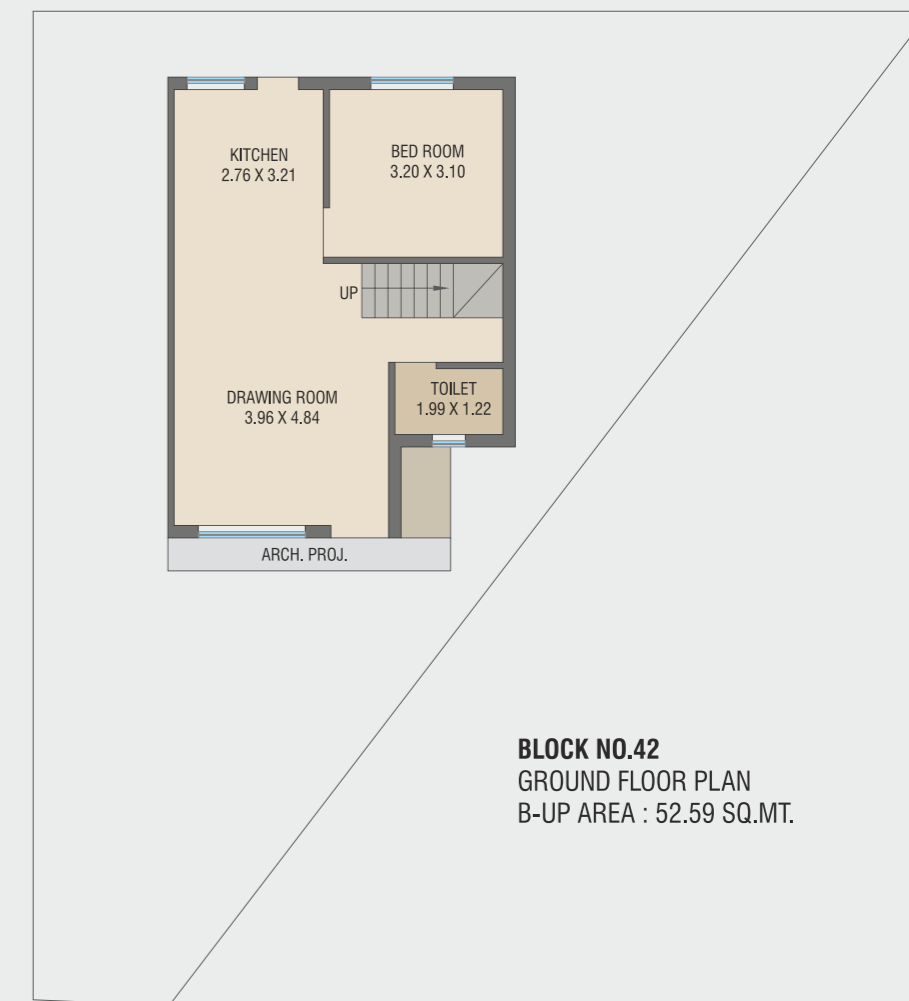 KITCHEN
2.76 X 3.21
BED ROOM
3.20 X 3.10
UP
DRAWING ROOM
3.96 X 4.84
TOILET
1.99 X 1.22
ARCH. PROJ.
BLOCK NO.42
GROUND FLOOR PLAN
B-UP AREA : 52.59 SQ.MT.